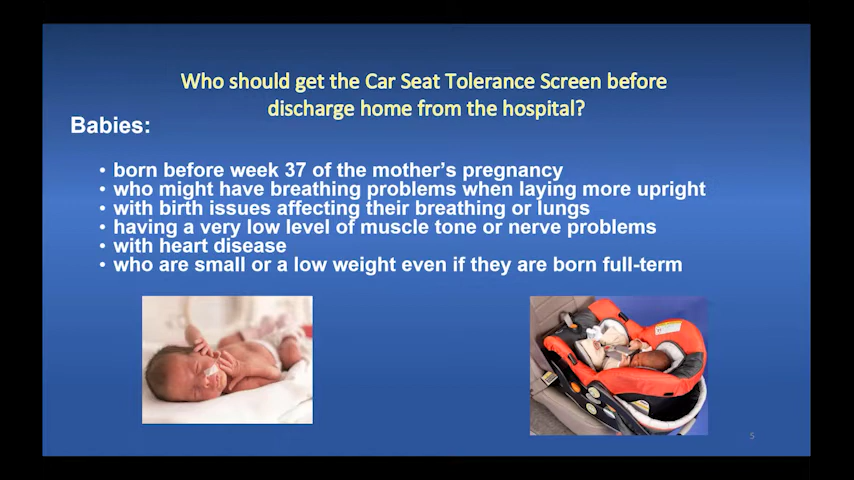 Who should get the Car Seat Tolerance Screen before
discharge home from the hospital?
Babies:
• born before week 37 of the mother's pregnancy
• who might have breathing problems when laying more upright
• with birth issues affecting their breathing or lungs
• having a very low level of muscle tone or nerve problems
• with heart disease
• who are small or a low weight even if they are born full-term
5